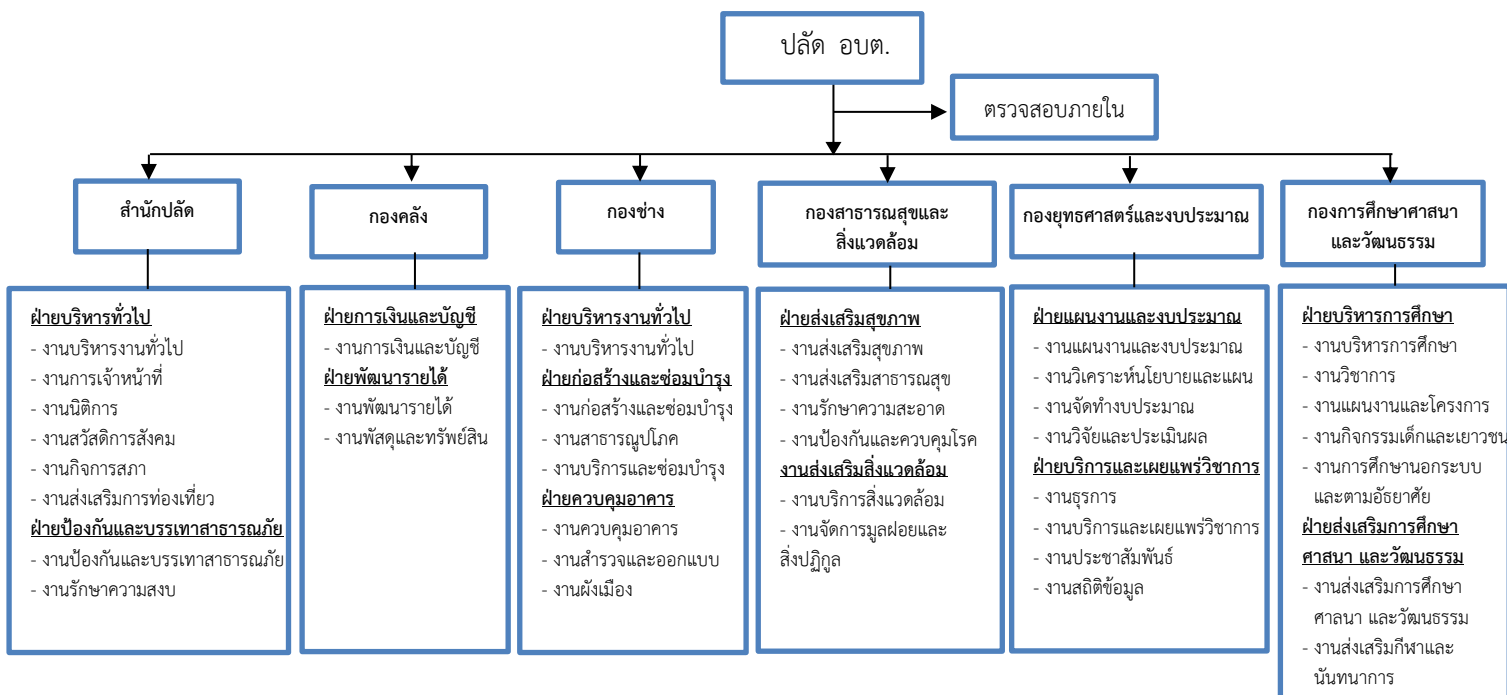 ปลัด อบต.
ตรวจสอบภายใน
สำนักปลัด
กองคลัง
กองช่าง
กองสาธารณสุขและ
สิ่งแวดล้อม
กองยุทธศาสตร์และงบประมาณ
กองการศึกษาศาสนา
และวัฒนธรรม
ฝ่ายบริหารทั่วไป
- งานบริหารงานทั่วไป
- งานการเจ้าหน้าที่
- งานนิติการ
- งานสวัสดิการสังคม
- งานกิจการสภา
- งานส่งเสริมการท่องเที่ยว
ฝ่ายป้องกันและบรรเทาสาธารณภัย
- งานป้องกันและบรรเทาสาธารณภัย
- งานรักษาความสงบ
ฝ่ายการเงินและบัญชี
- งานการเงินและบัญชี
ฝ่ายพัฒนารายได้
- งานพัฒนารายได้
- งานพัสดุและทรัพย์สิน
ฝ่ายบริหารงานทั่วไป
- งานบริหารงานทั่วไป
ฝ่ายก่อสร้างและซ่อมบำรุง
- งานก่อสร้างและซ่อมบำรุง
- งานสาธารณูปโภค
- งานบริการและซ่อมบำรุง
ฝ่ายควบคุมอาคาร
- งานควบคุมอาคาร
- งานสำรวจและออกแบบ
- งานผังเมือง
ฝ่ายส่งเสริมสุขภาพ
- งานส่งเสริมสุขภาพ
- งานส่งเสริมสาธารณสุข
- งานรักษาความสะอาด
- งานป้องกันและควบคุมโรค
งานส่งเสริมสิ่งแวดล้อม
- งานบริการสิ่งแวดล้อม
- งานจัดการมูลฝอยและ
สิ่งปฏิกูล
ฝ่ายแผนงานและงบประมาณ
- งานแผนงานและงบประมาณ
- งานวิเคราะห์นโยบายและแผน
- งานจัดทำงบประมาณ
- งานวิจัยและประเมินผล
ฝ่ายบริการและเผยแพร่วิชาการ
- งานธุรการ
- งานบริการและเผยแพร่วิชาการ
- งานประชาสัมพันธ์
- งานสถิติข้อมูล
ฝ่ายบริหารการศึกษา
- งานบริหารการศึกษา
- งานวิชาการ
- งานแผนงานและโครงการ
- งานกิจกรรมเด็กและเยาวชน
- งานการศึกษานอกระบบ
และตามอัธยาศัย
ฝ่ายส่งเสริมการศึกษา
ศาสนา และวัฒนธรรม
- งานส่งเสริมการศึกษา
ศาลนา และวัฒนธรรม
- งานส่งเสริมกีฬาและ
นันทนาการ